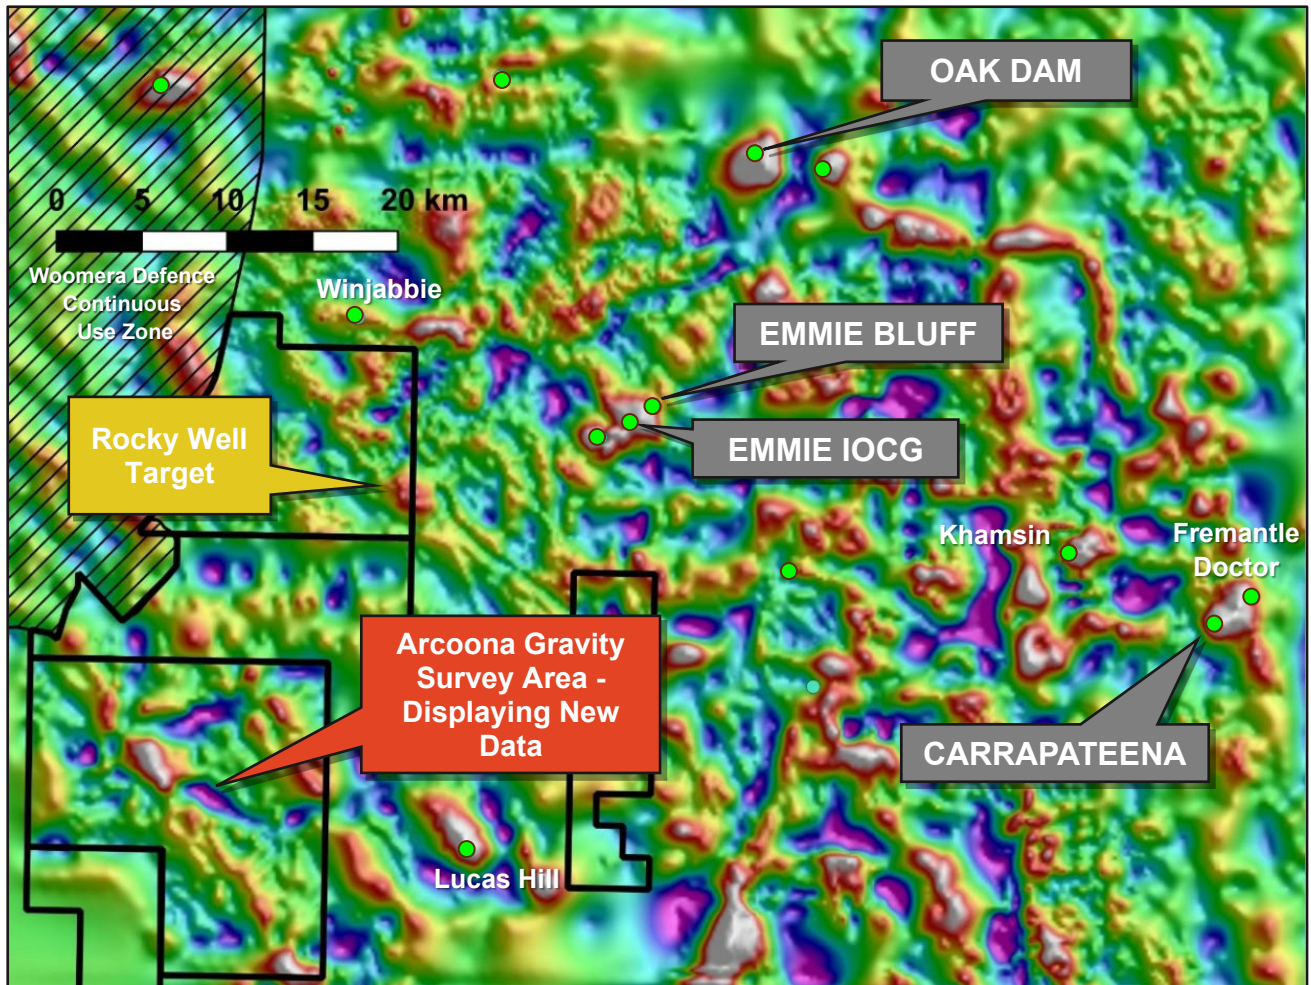 OAK DAM
0 5 10 15 20 km
Woomera Defence
Continuous
Use Zone
Winjabbie
EMMIE BLUFF
EMMIE IOCG
Rocky Well
Target
Khamsin
Fremantle
Doctor
Arcoona Gravity
Survey Area -
Displaying New
Data
CARRAPATEENA
Lucas Hill